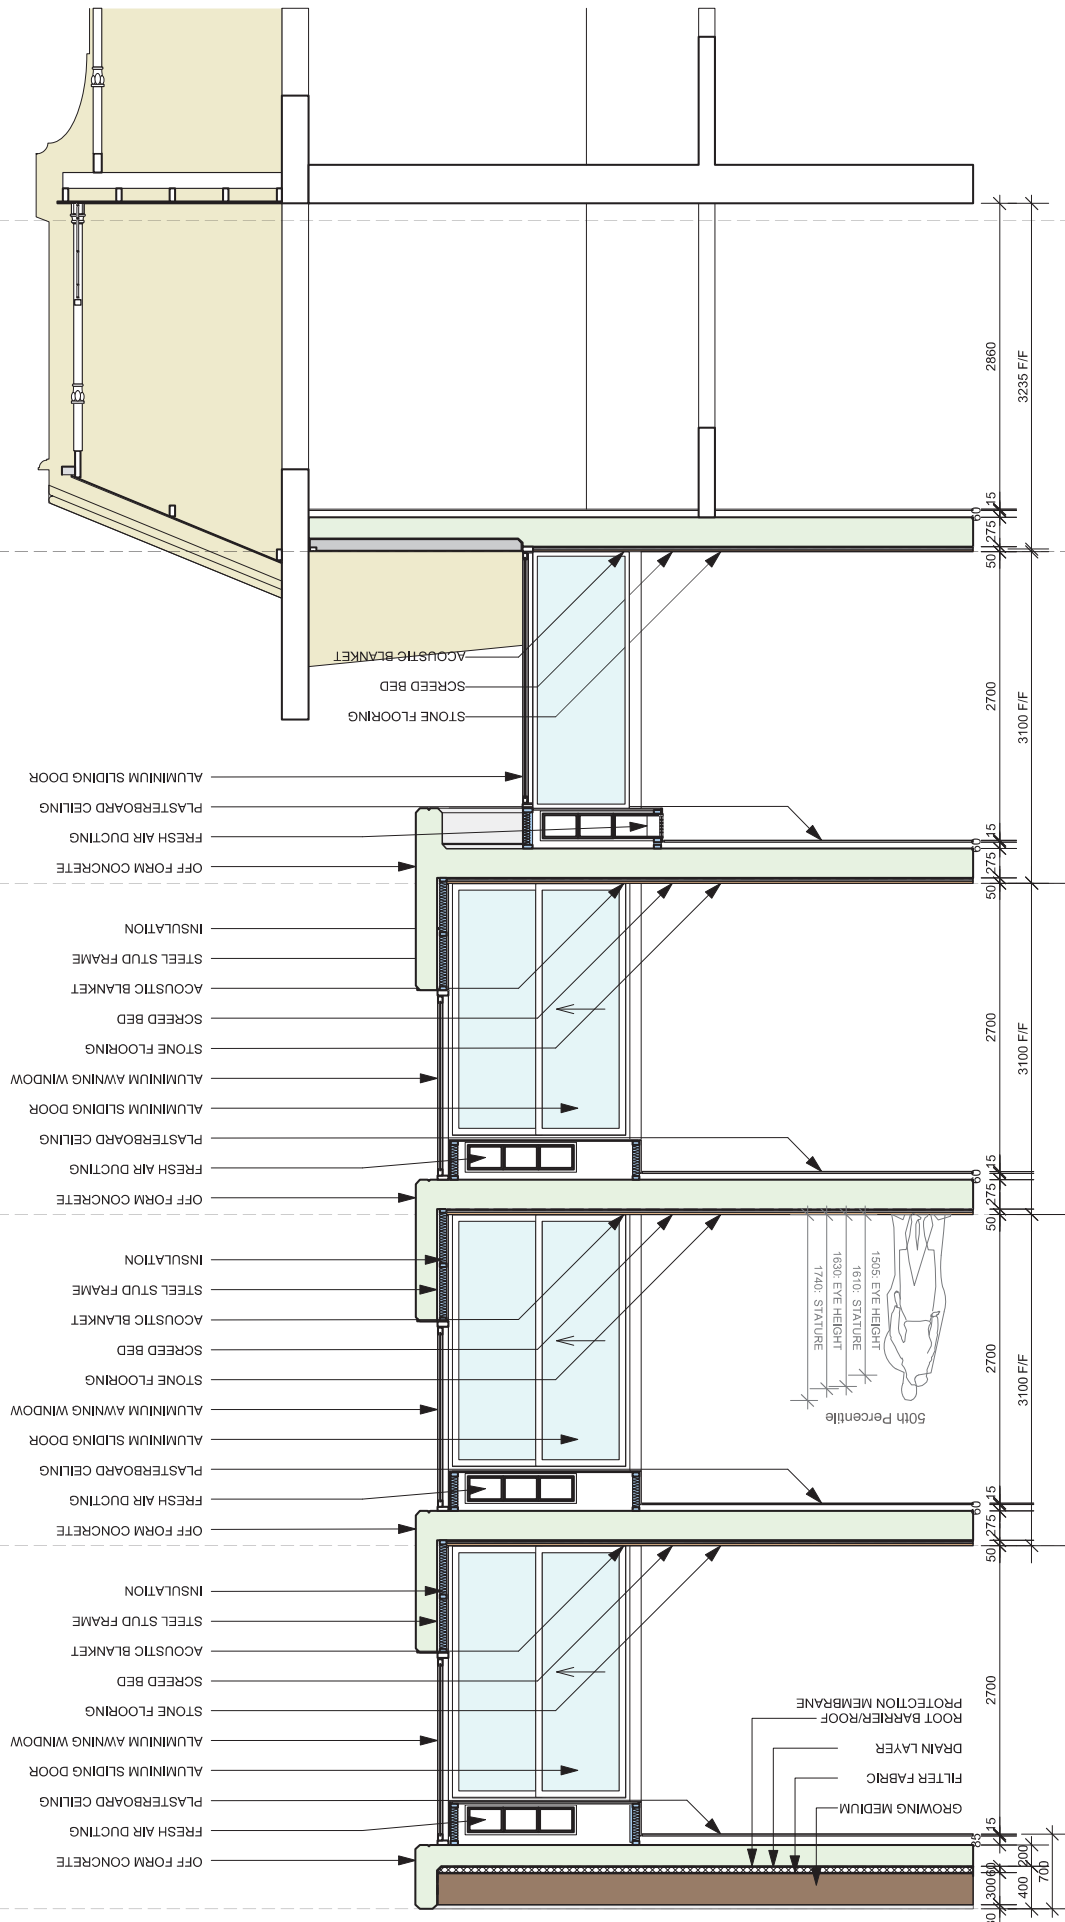 OFF FORM CONCRETE
FRESH AIR DUCTING
PLASTERBOARD CEILING
ALUMINIUM SLIDING DOOR
ALUMINIUM AWNING WINDOW
STONE FLOORING
SCREED BED
ACOUSTIC BLANKET
STEEL STUD FRAME
INSULATION
OFF FORM CONCRETE
FRESH AIR DUCTING
PLASTERBOARD CEILING
ALUMINIUM SLIDING DOOR
ALUMINIUM AWNING WINDOW
STONE FLOORING
SCREED BED
ACOUSTIC BLANKET
STEEL STUD FRAME
INSULATION
OFF FORM CONCRETE
FRESH AIR DUCTING
PLASTERBOARD CEILING
ALUMINIUM SLIDING DOOR
ALUMINIUM AWNING WINDOW
STONE FLOORING
SCREED BED
ACOUSTIC BLANKET
STEEL STUD FRAME
INSULATION
OFF FORM CONCRETE
FRESH AIR DUCTING
PLASTERBOARD CEILING
ALUMINIUM SLIDING DOOR
STONE FLOORING
SCREED BED
ACOUSTIC BLANKET
GROWING MEDIUM
FILTER FABRIC
DRAIN LAYER
ROOT BARRIER/ROOF
PROTECTION MEMBRANE
50th Percentile
1740: STATURE
1630: EYE HEIGHT
1610: STATURE
1505: EYE HEIGHT
700
400
200
300
60
85
15
2700
50
275
60
15
2700
3100 F/F
50
275
60
15
2700
3100 F/F
50
275
60
15
2700
3100 F/F
50
275
60
15
2860
3235 F/F